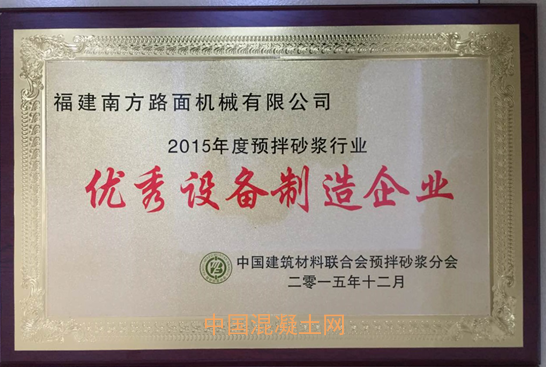 福建南方路面机械有限公司
2015年度预拌砂浆行业
优秀设备制造企业
中国建筑材料联合会预拌砂浆分会
二零一五年十二月
中国混凝土网